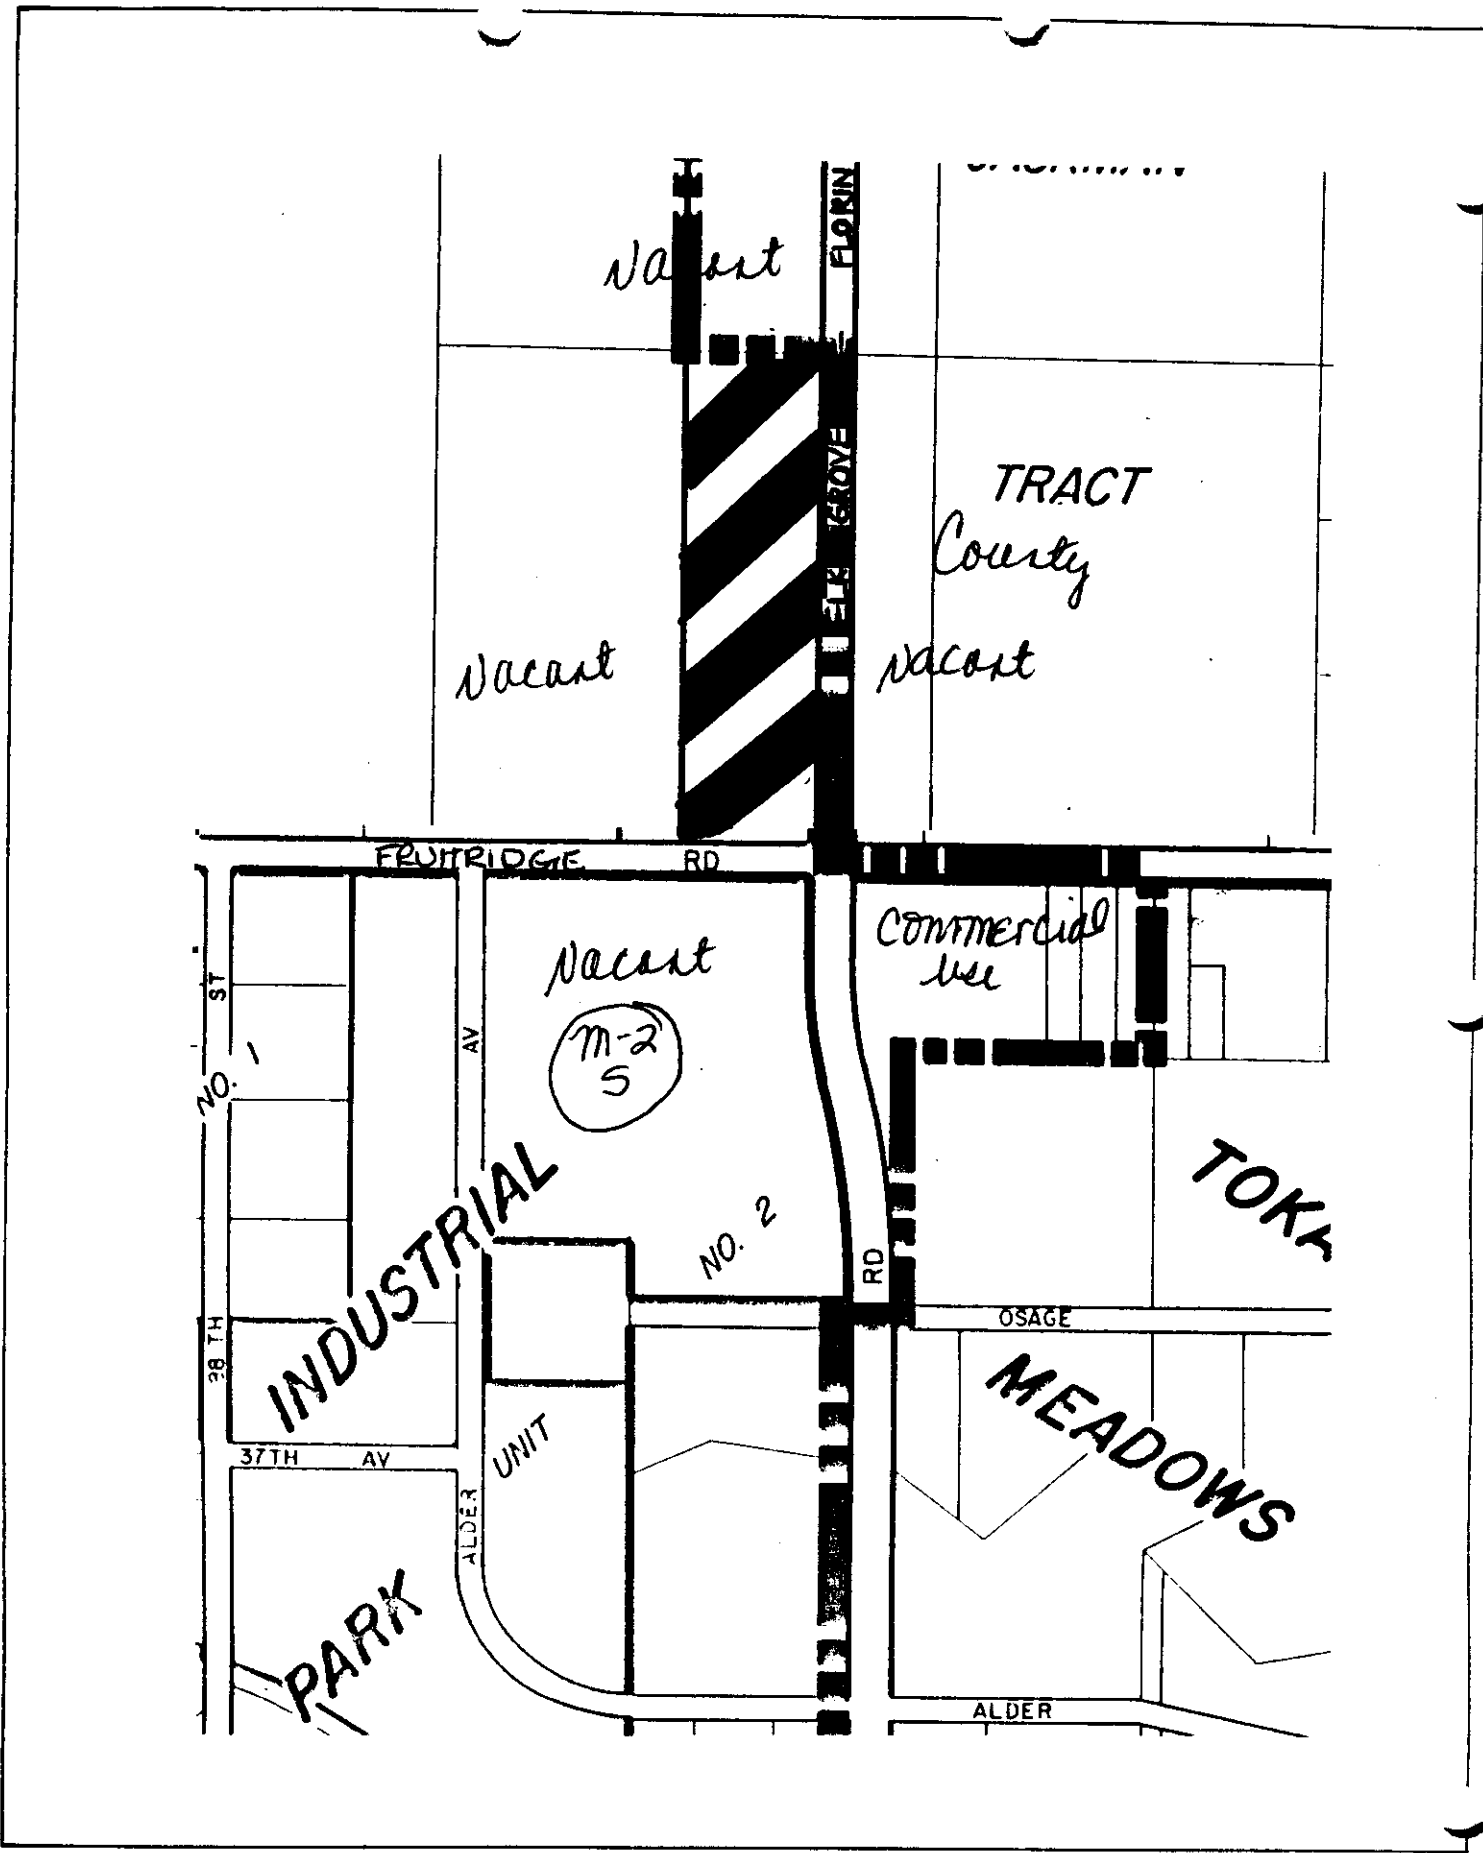 FLORIN
Vacant
ELK GROVE
TRACT
County
Vacant
Vacant
FRUITRIDGE RD
Vacant
Commercial
use
ST
AV
M-2
S
NO. 1
INDUSTRIAL
NO. 2
RD
TOKA
OSAGE
38TH
MEADOWS
37TH AV
UNIT
ALDER
PARK
ALDER